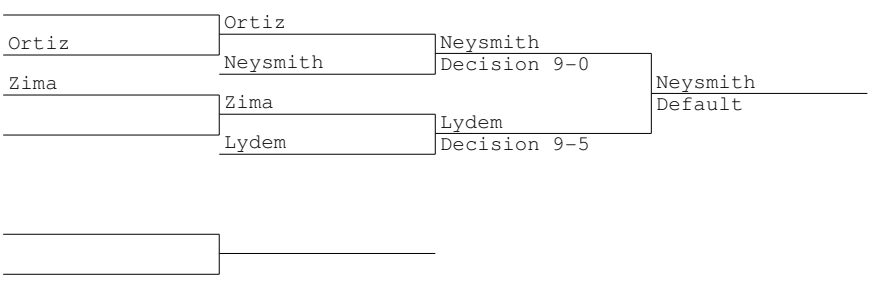 Ortiz
Ortiz
Neysmith
Neysmith
Decision 9-0
Zima
Zima
Lydem
Lydem
Decision 9-5
Neysmith
Default